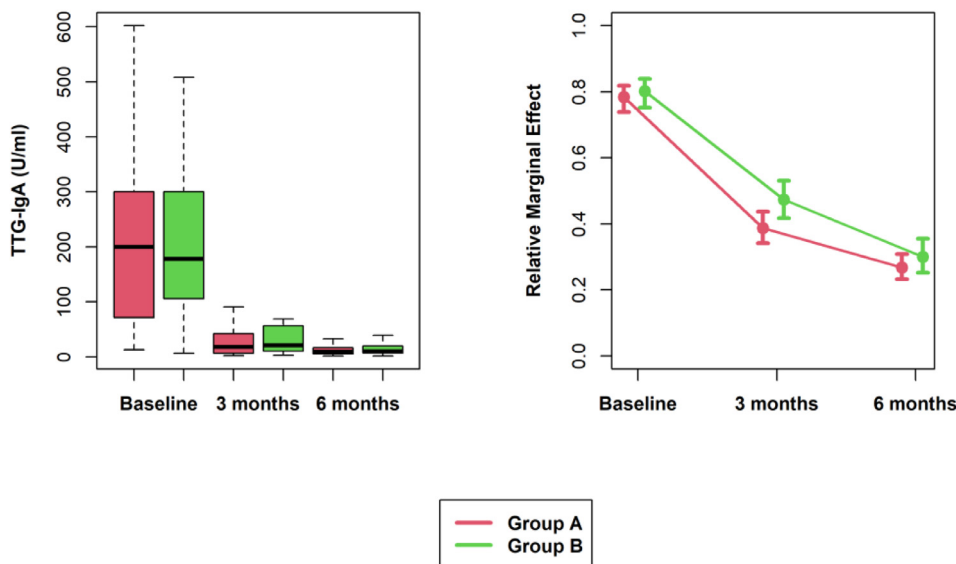 TTG-IgA (U/ml)
600
500
400
300
200
100
0
Baseline 3 months 6 months
Relative Marginal Effect
1.0
0.8
0.6
0.4
0.2
0.0
Baseline 3 months 6 months
Group A
Group B